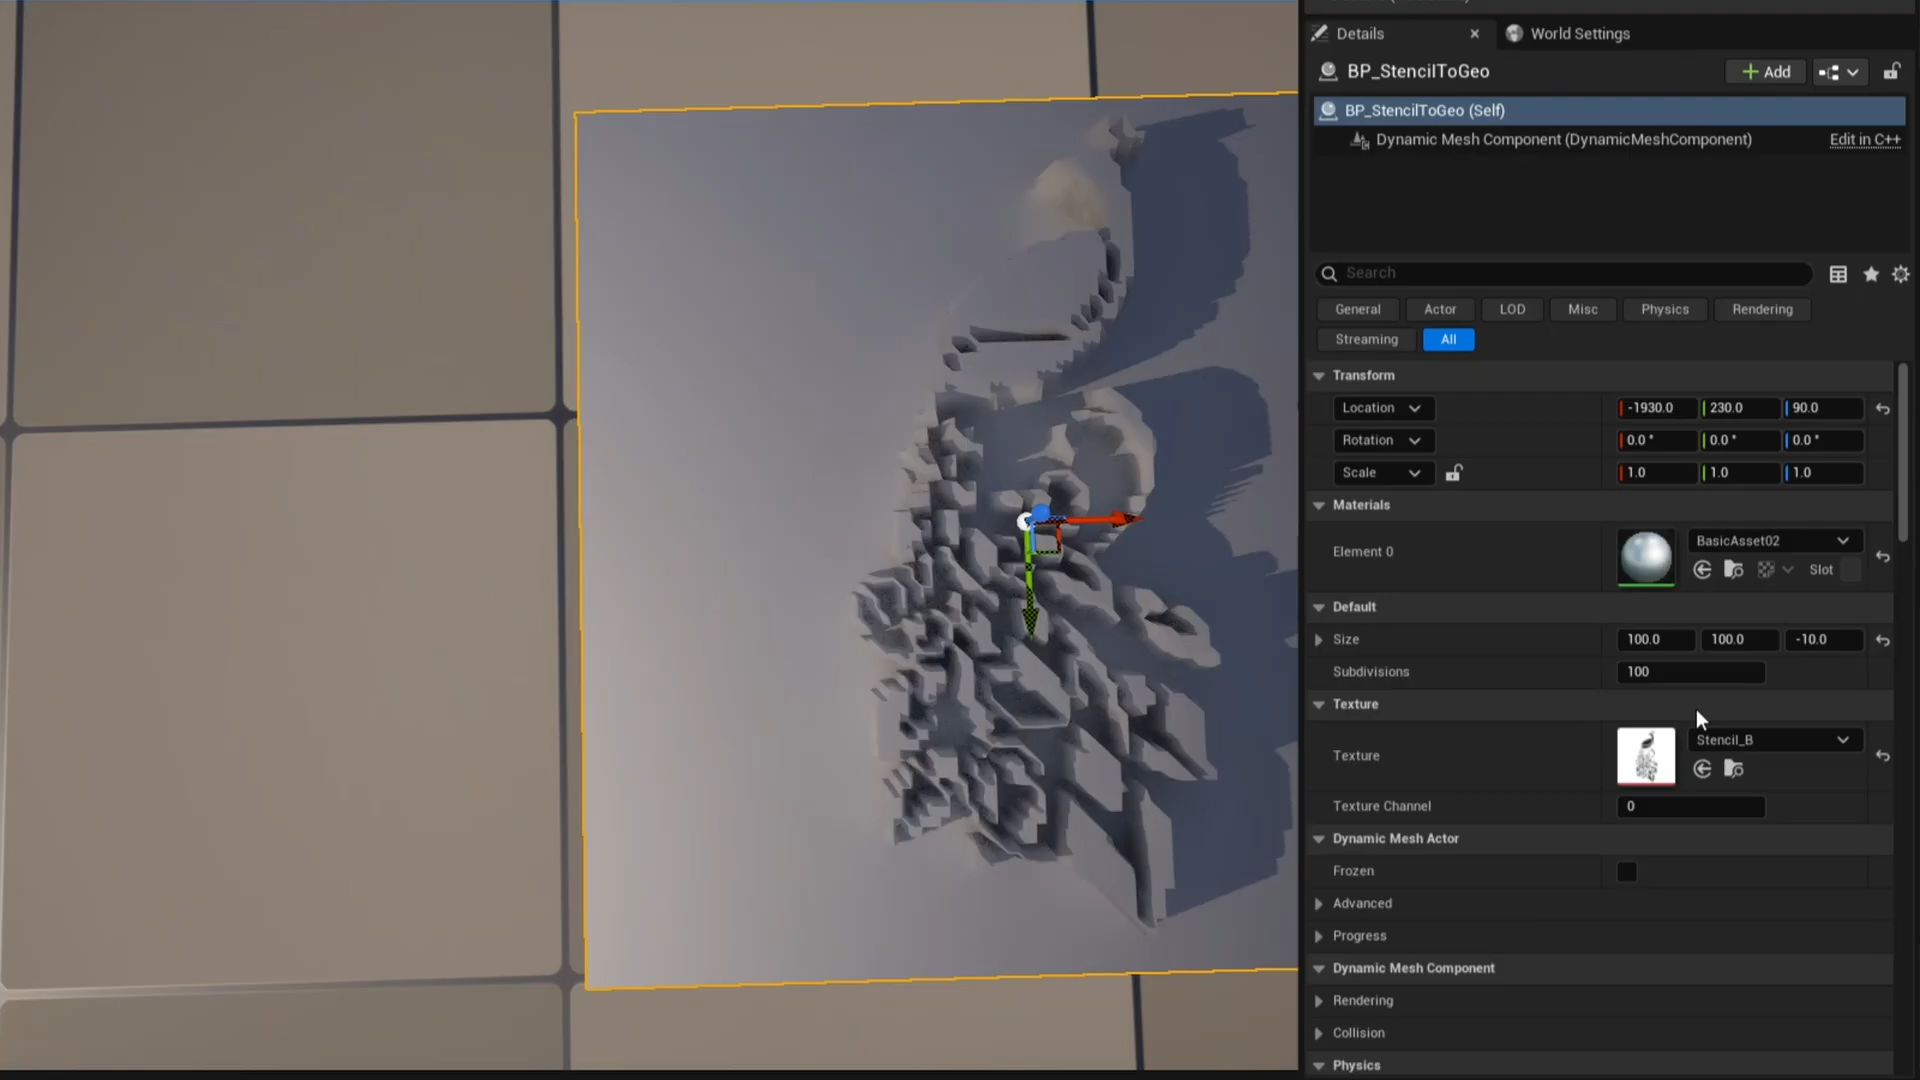 Details
World Settings
BP_StencilToGeo
Add
BP_StencilToGeo (Self)
Dynamic Mesh Component (DynamicMeshComponent)
Edit in C++
Search
General
Actor
LOD
Misc
Physics
Rendering
Streaming
All
Transform
Location
-1930.0
230.0
90.0
Rotation
0.0 °
0.0 °
0.0 °
Scale
1.0
1.0
1.0
Materials
Element 0
BasicAsset02
Slot
Default
Size
100.0
100.0
-10.0
Subdivisions
100
Texture
Texture
Stencil_B
Texture Channel
0
Dynamic Mesh Actor
Frozen
Advanced
Progress
Dynamic Mesh Component
Rendering
Collision
Physics